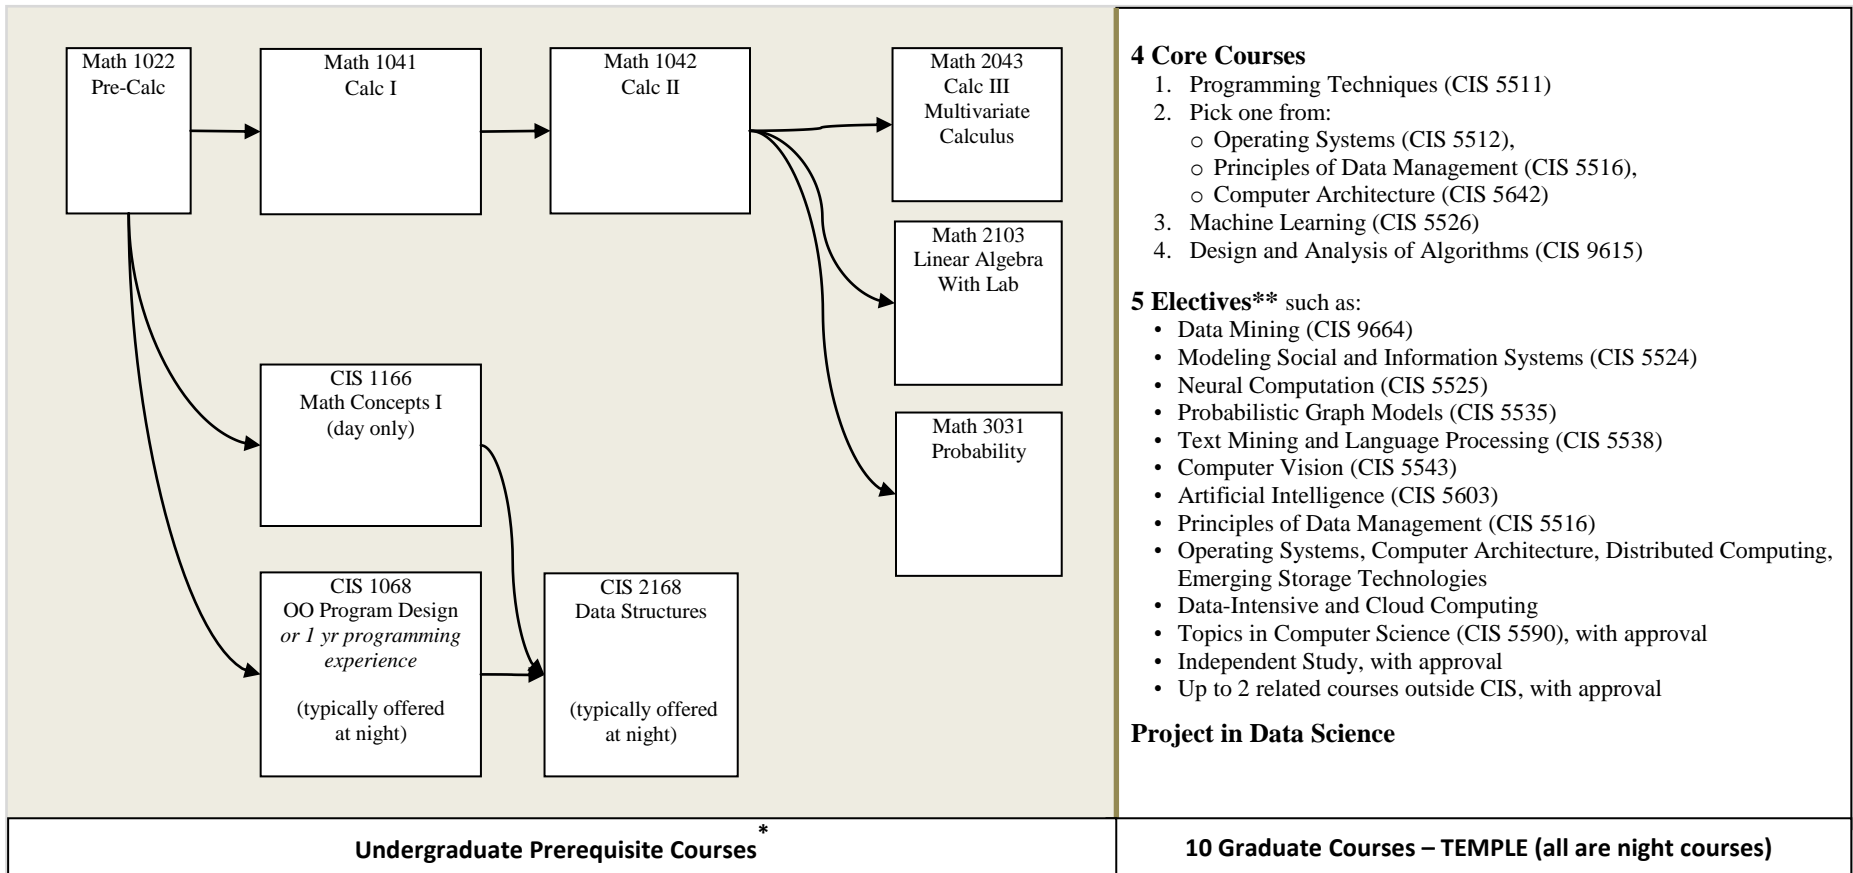 Math 1022
Pre-Calc
Math 1041
Calc I
Math 1042
Calc II
Math 2043
Calc III
Multivariate
Calculus
Math 2103
Linear Algebra
With Lab
CIS 1166
Math Concepts I
(day only)
Math 3031
Probability
CIS 1068
OO Program Design
or 1 yr programming
experience
(typically offered
at night)
CIS 2168
Data Structures
(typically offered
at night)
Undergraduate Prerequisite Courses*
4 Core Courses
1. Programming Techniques (CIS 5511)
2. Pick one from:
o Operating Systems (CIS 5512),
o Principles of Data Management (CIS 5516),
o Computer Architecture (CIS 5642)
3. Machine Learning (CIS 5526)
4. Design and Analysis of Algorithms (CIS 9615)
5 Electives** such as:
• Data Mining (CIS 9664)
• Modeling Social and Information Systems (CIS 5524)
• Neural Computation (CIS 5525)
• Probabilistic Graph Models (CIS 5535)
• Text Mining and Language Processing (CIS 5538)
• Computer Vision (CIS 5543)
• Artificial Intelligence (CIS 5603)
• Principles of Data Management (CIS 5516)
• Operating Systems, Computer Architecture, Distributed Computing,
Emerging Storage Technologies
• Data-Intensive and Cloud Computing
• Topics in Computer Science (CIS 5590), with approval
• Independent Study, with approval
• Up to 2 related courses outside CIS, with approval
Project in Data Science
10 Graduate Courses – TEMPLE (all are night courses)